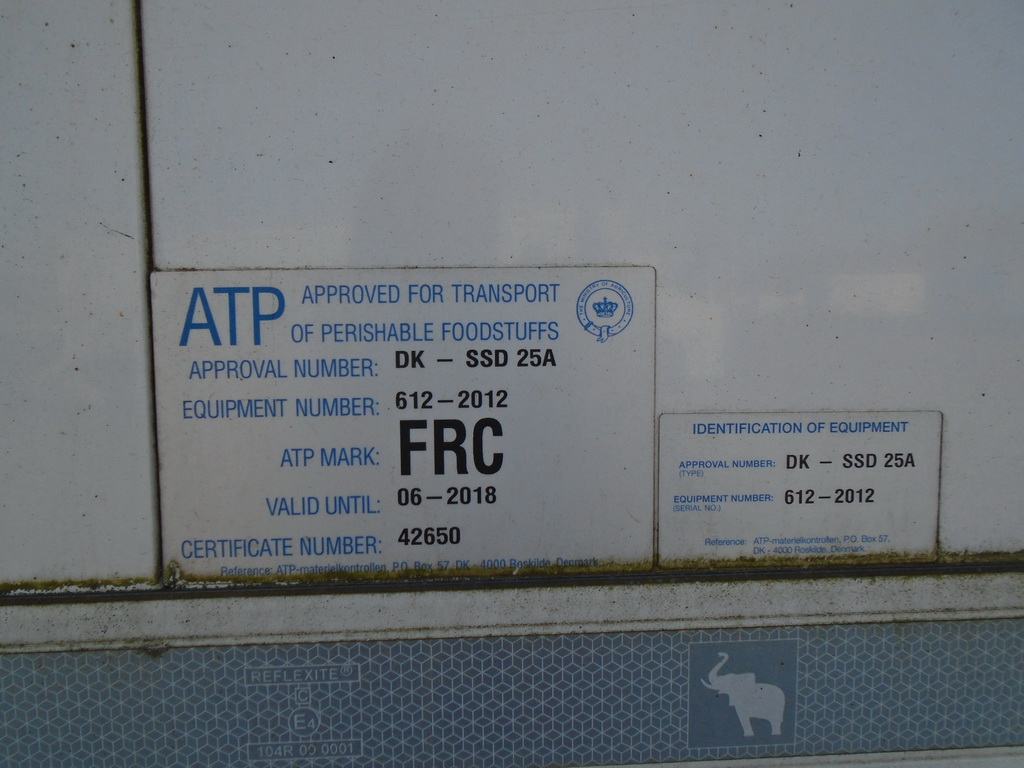 ATP APPROVED FOR TRANSPORT
OF PERISHABLE FOODSTUFFS
APPROVAL NUMBER: DK – SSD 25A
EQUIPMENT NUMBER: 612–2012
ATP MARK: FRC
VALID UNTIL: 06–2018
CERTIFICATE NUMBER: 42650
Reference: ATP-materielkontrollen, P.O. Box 57, DK - 4000 Roskilde, Denmark
IDENTIFICATION OF EQUIPMENT
APPROVAL NUMBER: DK – SSD 25A
(TYPE)
EQUIPMENT NUMBER: 612–2012
(SERIAL NO.)
Reference: ATP-materielkontrollen, P.O. Box 57,
DK - 4000 Roskilde, Denmark.
REFLEXITE®
C
E4
104R 00 0001